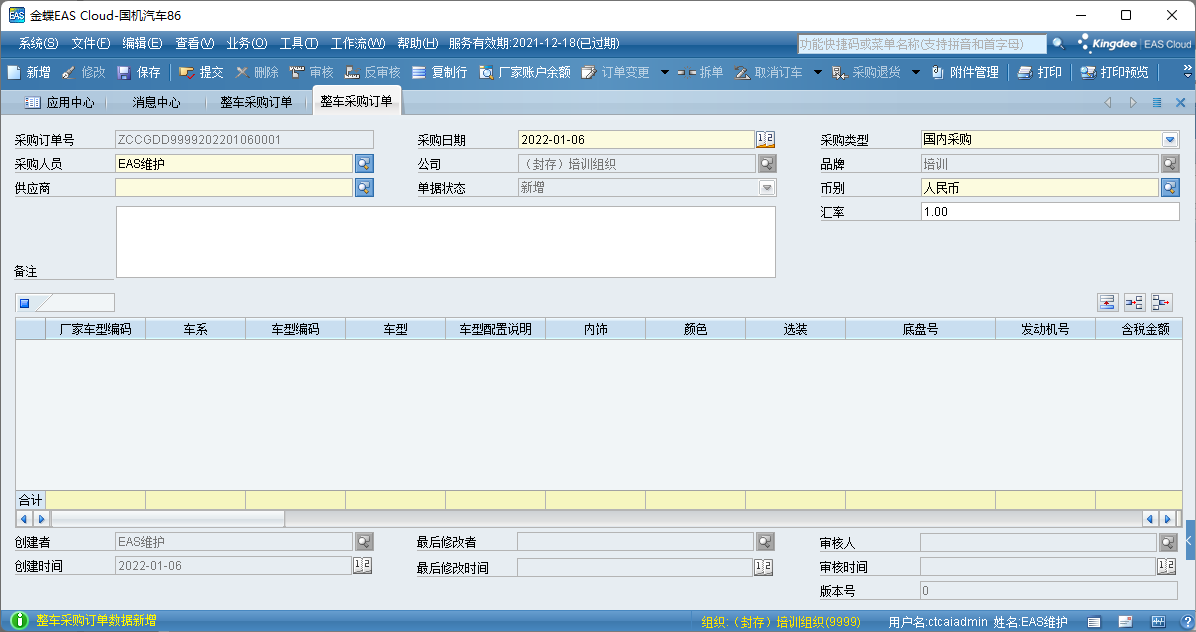 金蝶EAS Cloud-国机汽车86
系统(S) 文件(F) 编辑(E) 查看(V) 业务(O) 工具(T) 工作流(W) 帮助(H) 服务有效期:2021-12-18(已过期) 功能快捷码或菜单名称(支持拼音和首字母) Kingdee EAS Cloud
新增 修改 保存 提交 删除 审核 反审核 复制行 厂家账户余额 订单变更 拆单 取消订车 采购退货 附件管理 打印 打印预览
应用中心 消息中心 整车采购订单 整车采购订单
采购订单号 ZCCGDD9999202201060001 采购日期 2022-01-06 采购类型 国内采购
采购人员 EAS维护 公司 （封存）培训组织 品牌 培训
供应商 单据状态 新增 币别 人民币
汇率 1.00
备注
厂家车型编码 车系 车型编码 车型 车型配置说明 内饰 颜色 选装 底盘号 发动机号 含税金额
合计
创建者 EAS维护 最后修改者 审核人
创建时间 2022-01-06 最后修改时间 审核时间
版本号 0
整车采购订单数据新增 组织:（封存）培训组织(9999) 用户名:ctcaiadmin 姓名:EAS维护